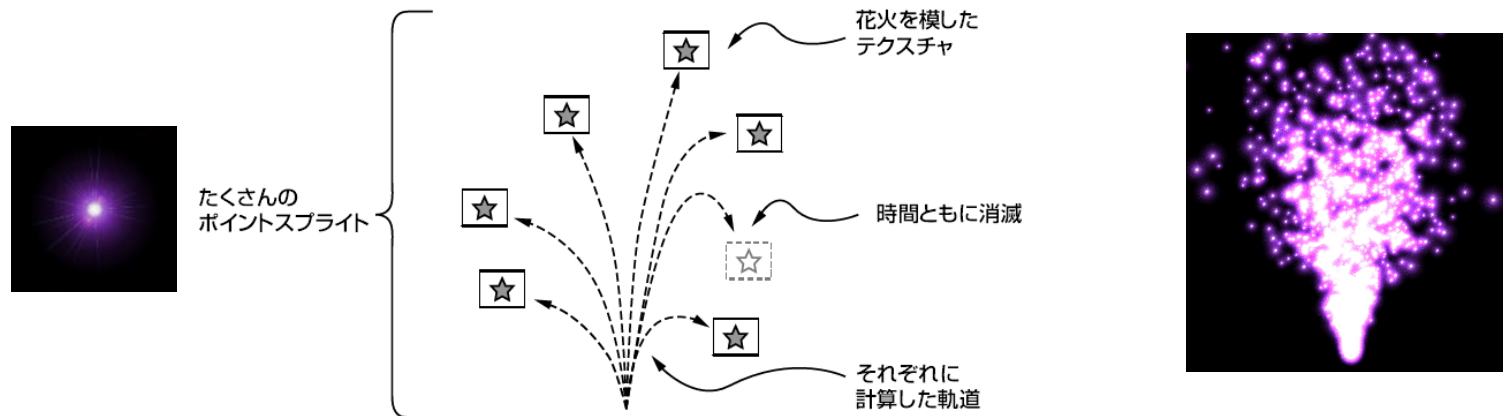 花火を模した
テクスチャ
たくさんの
ポイントスプライト
時間ともに消滅
それぞれに
計算した軌道